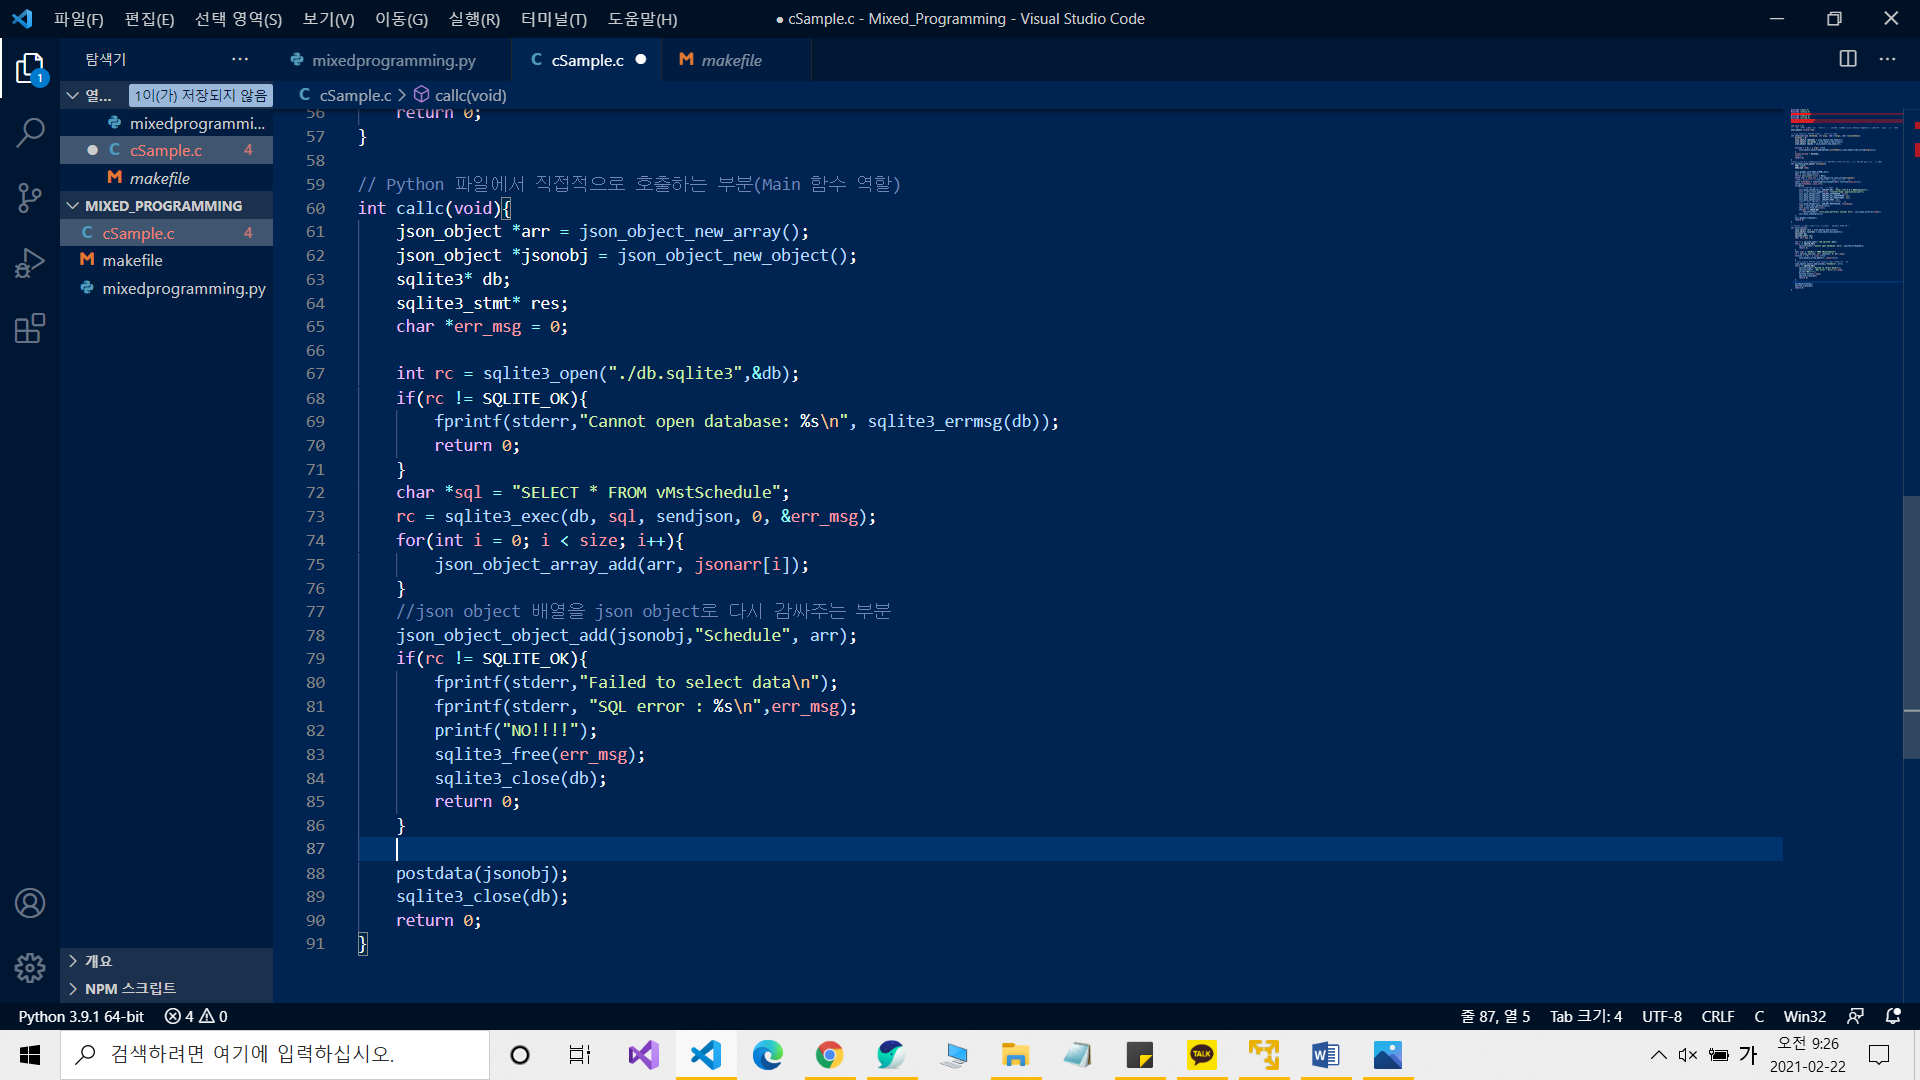 파일(F) 편집(E) 선택 영역(S) 보기(V) 이동(G) 실행(R) 터미널(T) 도움말(H)
● cSample.c - Mixed_Programming - Visual Studio Code
탐색기 ···
mixedprogramming.py
C cSample.c ●
M makefile
1
열... 1이(가) 저장되지 않음
mixedprogrammi...
● C cSample.c 4
M makefile
MIXED_PROGRAMMING
C cSample.c 4
M makefile
mixedprogramming.py
개요
NPM 스크립트
C cSample.c > callc(void)
56 return 0;
57 }
58
59 // Python 파일에서 직접적으로 호출하는 부분(Main 함수 역할)
60 int callc(void){
61 json_object *arr = json_object_new_array();
62 json_object *jsonobj = json_object_new_object();
63 sqlite3* db;
64 sqlite3_stmt* res;
65 char *err_msg = 0;
66
67 int rc = sqlite3_open("./db.sqlite3",&db);
68 if(rc != SQLITE_OK){
69 fprintf(stderr,"Cannot open database: %s\n", sqlite3_errmsg(db));
70 return 0;
71 }
72 char *sql = "SELECT * FROM vMstSchedule";
73 rc = sqlite3_exec(db, sql, sendjson, 0, &err_msg);
74 for(int i = 0; i < size; i++){
75 json_object_array_add(arr, jsonarr[i]);
76 }
77 //json object 배열을 json object로 다시 감싸주는 부분
78 json_object_object_add(jsonobj,"Schedule", arr);
79 if(rc != SQLITE_OK){
80 fprintf(stderr,"Failed to select data\n");
81 fprintf(stderr, "SQL error : %s\n",err_msg);
82 printf("NO!!!!");
83 sqlite3_free(err_msg);
84 sqlite3_close(db);
85 return 0;
86 }
87
88 postdata(jsonobj);
89 sqlite3_close(db);
90 return 0;
91 }
Python 3.9.1 64-bit 4 0
줄 87, 열 5 Tab 크기: 4 UTF-8 CRLF C Win32
검색하려면 여기에 입력하십시오.
TALK
가
오전 9:26
2021-02-22